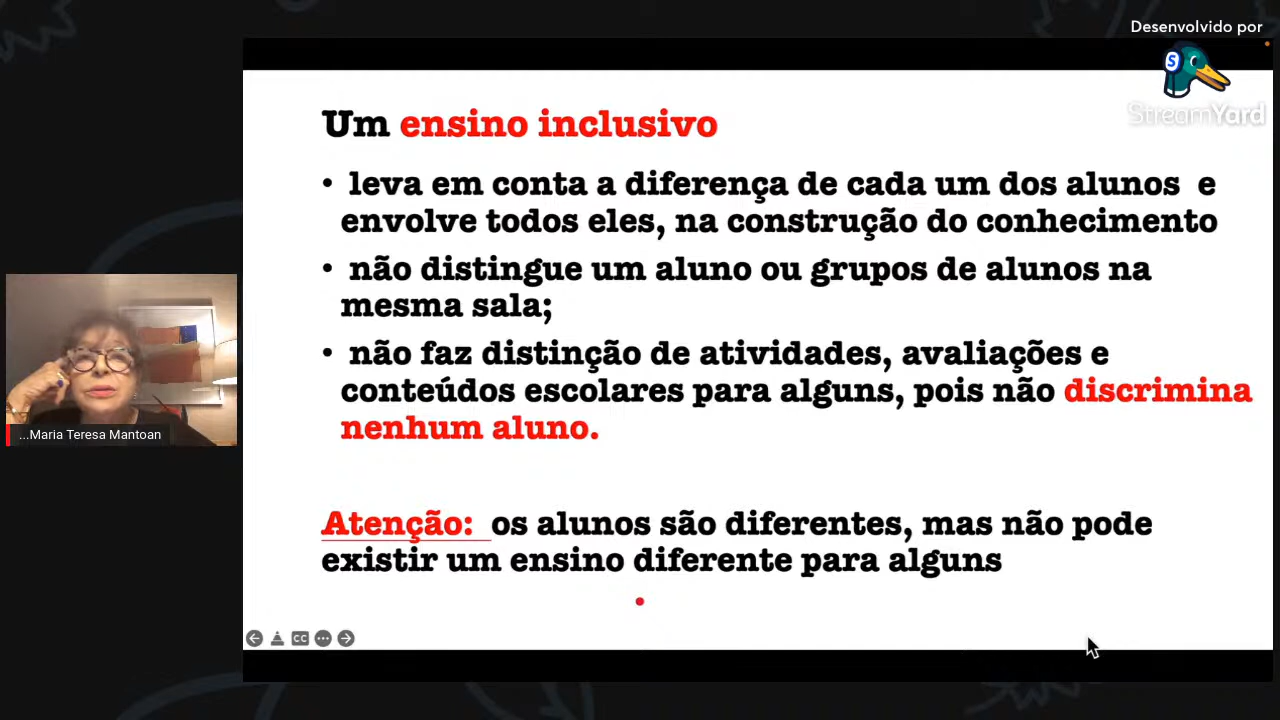 Desenvolvido por
StreamYard
Um ensino inclusivo
• leva em conta a diferença de cada um dos alunos e
envolve todos eles, na construção do conhecimento
• não distingue um aluno ou grupos de alunos na
mesma sala;
• não faz distinção de atividades, avaliações e
conteúdos escolares para alguns, pois não discrimina
nenhum aluno.
Atenção: os alunos são diferentes, mas não pode
existir um ensino diferente para alguns
...Maria Teresa Mantoan
CC